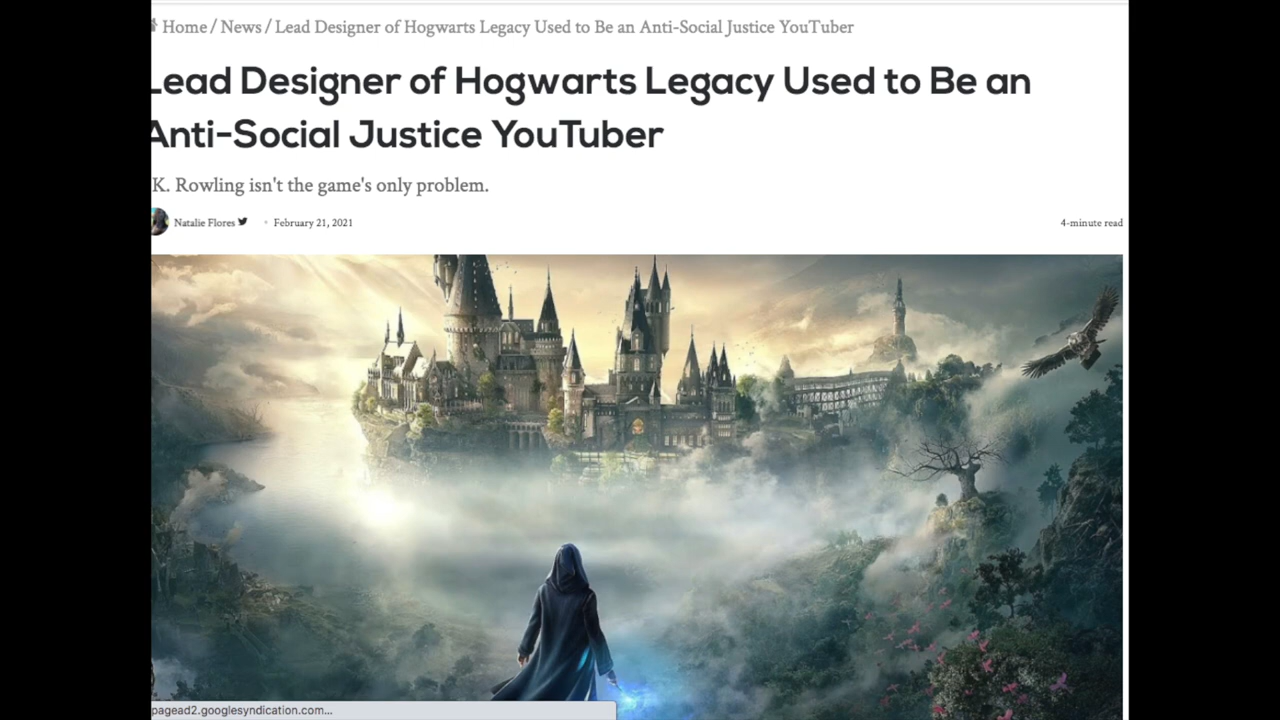 Home / News / Lead Designer of Hogwarts Legacy Used to Be an Anti-Social Justice YouTuber
Lead Designer of Hogwarts Legacy Used to Be an
Anti-Social Justice YouTuber
K. Rowling isn't the game's only problem.
Natalie Flores • February 21, 2021 4-minute read
pagead2.googlesyndication.com...